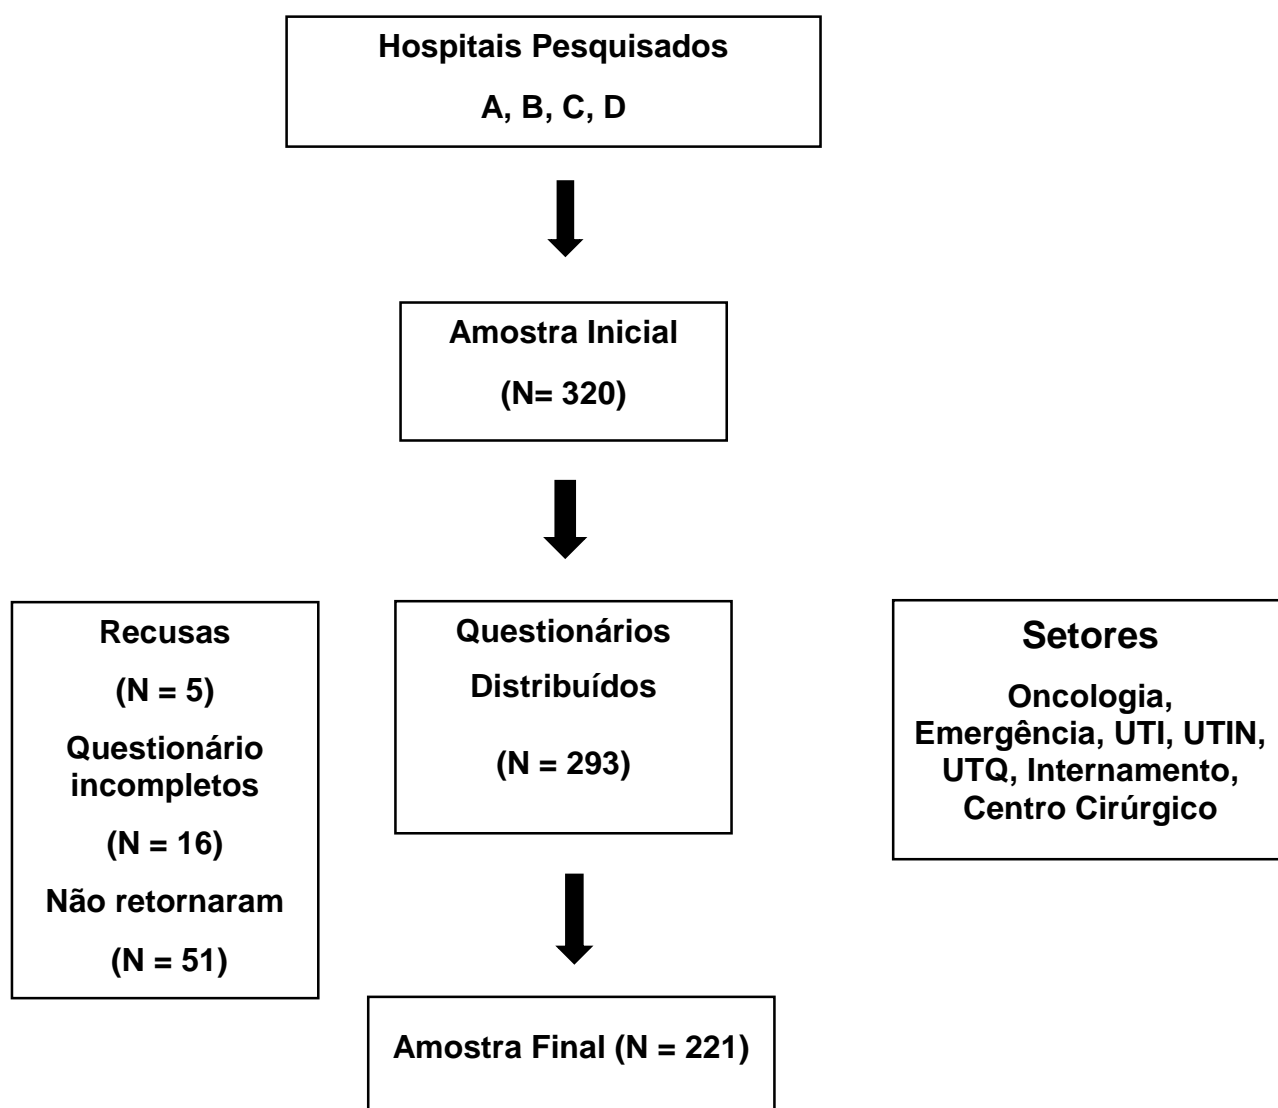 Hospitais Pesquisados
A, B, C, D
Amostra Inicial
(N= 320)
Recusas
(N = 5)
Questionário
incompletos
(N = 16)
Não retornaram
(N = 51)
Questionários
Distribuídos
(N = 293)
Setores
Oncologia,
Emergência, UTI, UTIN,
UTQ, Internamento,
Centro Cirúrgico
Amostra Final (N = 221)